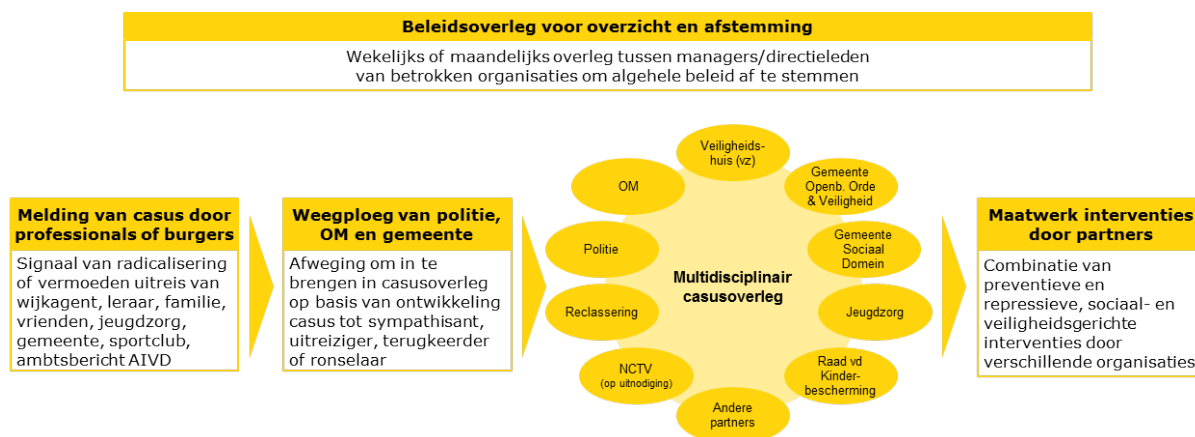 Beleidsoverleg voor overzicht en afstemming
Wekelijks of maandelijks overleg tussen managers/directieleden
van betrokken organisaties om algehele beleid af te stemmen
Melding van casus door
professionals of burgers
Signaal van radicalisering
of vermoeden uitreis van
wijkagent, leraar, familie,
vrienden, jeugdzorg,
gemeente, sportclub,
ambtsbericht AIVD
Weegploeg van politie,
OM en gemeente
Afweging om in te
brengen in casusoverleg
op basis van ontwikkeling
casus tot sympathisant,
uitreiziger, terugkeerder
of ronselaar
Multidisciplinair
casusoverleg
Veiligheids-
huis (vz)
Gemeente
Openb. Orde
& Veiligheid
Gemeente
Sociaal
Domein
Jeugdzorg
Raad vd
Kinder-
bescherming
Andere
partners
NCTV
(op uitnodiging)
Reclassering
Politie
OM
Maatwerk interventies
door partners
Combinatie van
preventieve en
repressieve, sociaal- en
veiligheidsgerichte
interventies door
verschillende organisaties